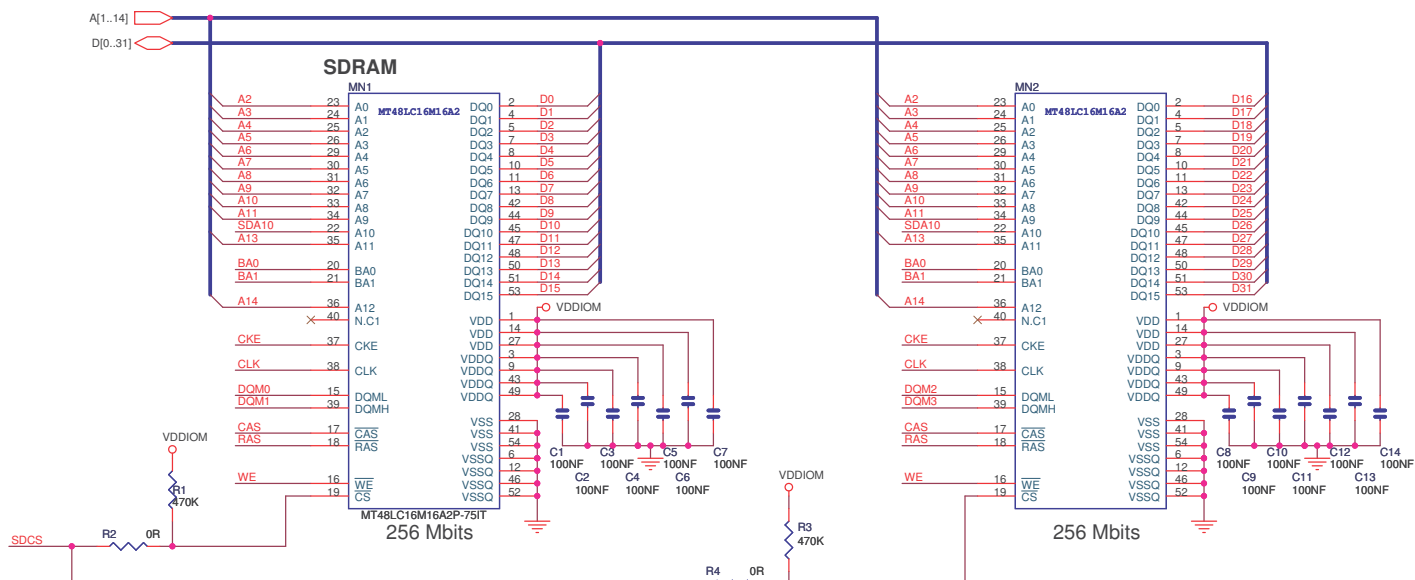 A[1..14]
D[0..31]
SDRAM
MN1
MT48LC16M16A2
A2 23 A0 DQ0 2 D0
A3 24 A1 DQ1 4 D1
A4 25 A2 DQ2 5 D2
A5 26 A3 DQ3 7 D3
A6 29 A4 DQ4 8 D4
A7 30 A5 DQ5 10 D5
A8 31 A6 DQ6 11 D6
A9 32 A7 DQ7 13 D7
A10 33 A8 DQ8 42 D8
A11 34 A9 DQ9 44 D9
SDA10 22 A10 DQ10 45 D10
A13 35 A11 DQ11 47 D11
DQ12 48 D12
BA0 20 BA0 DQ13 50 D13
BA1 21 BA1 DQ14 51 D14
DQ15 53 D15
A14 36 A12 VDDIOM
40 N.C1 VDD 1
VDD 14
CKE 37 CKE VDD 27
VDDQ 3
CLK 38 CLK VDDQ 9
VDDQ 43
DQM0 15 DQML VDDQ 49
DQM1 39 DQMH
VSS 28
CAS 17 CAS VSS 41
RAS 18 RAS VSS 54
VSSQ 6
VSSQ 12
WE 16 WE VSSQ 46
19 CS VSSQ 52
C1 C3 C5 C7
100NF 100NF 100NF 100NF
C2 C4 C6
100NF 100NF 100NF
MT48LC16M16A2P-75IT
256 Mbits
VDDIOM
R1
470K
SDCS
R2 0R
VDDIOM
R3
470K
R4 0R
MN2
MT48LC16M16A2
A2 23 A0 DQ0 2 D16
A3 24 A1 DQ1 4 D17
A4 25 A2 DQ2 5 D18
A5 26 A3 DQ3 7 D19
A6 29 A4 DQ4 8 D20
A7 30 A5 DQ5 10 D21
A8 31 A6 DQ6 11 D22
A9 32 A7 DQ7 13 D23
A10 33 A8 DQ8 42 D24
A11 34 A9 DQ9 44 D25
SDA10 22 A10 DQ10 45 D26
A13 35 A11 DQ11 47 D27
DQ12 48 D28
BA0 20 BA0 DQ13 50 D29
BA1 21 BA1 DQ14 51 D30
DQ15 53 D31
A14 36 A12 VDDIOM
40 N.C1 VDD 1
VDD 14
CKE 37 CKE VDD 27
VDDQ 3
CLK 38 CLK VDDQ 9
VDDQ 43
DQM2 15 DQML VDDQ 49
DQM3 39 DQMH
VSS 28
CAS 17 CAS VSS 41
RAS 18 RAS VSS 54
VSSQ 6
VSSQ 12
WE 16 WE VSSQ 46
19 CS VSSQ 52
C8 C10 C12 C14
100NF 100NF 100NF 100NF
C9 C11 C13
100NF 100NF 100NF
256 Mbits